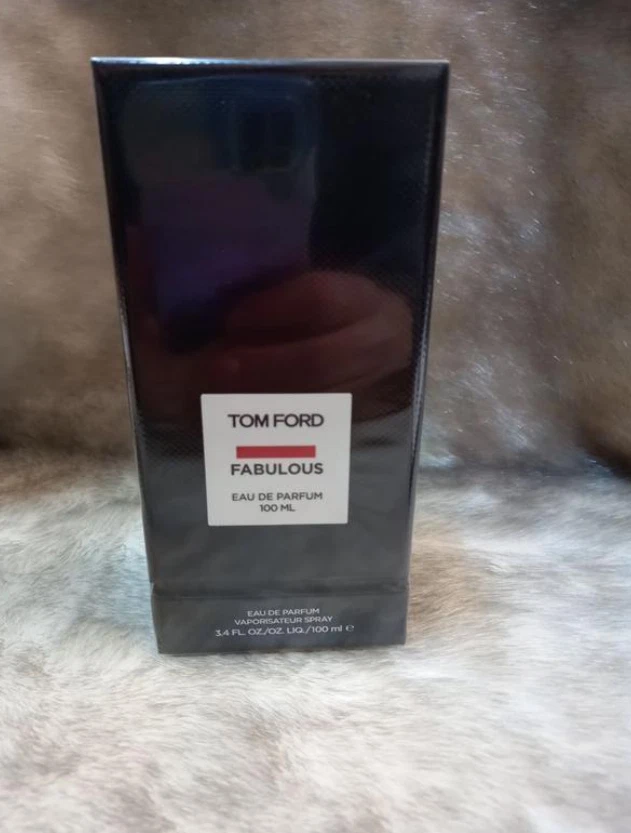 TOM FORD
FABULOUS
EAU DE PARFUM
100 ML
EAU DE PARFUM
VAPORISATEUR SPRAY
3.4 FL. OZ./OZ. LIQ./100 ml ℮